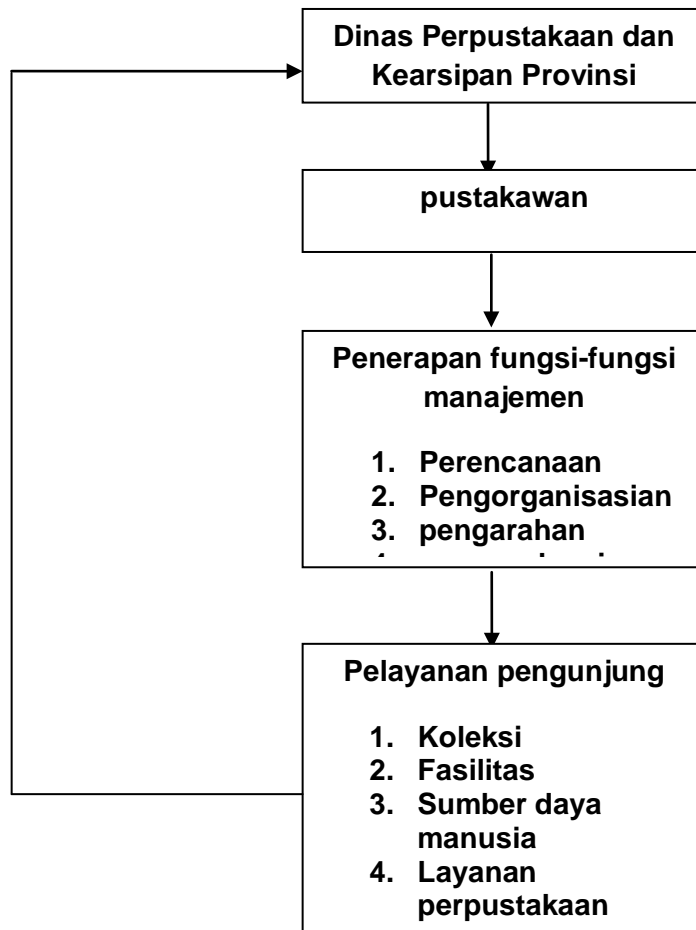 Dinas Perpustakaan dan
Kearsipan Provinsi
pustakawan
Penerapan fungsi-fungsi
manajemen
1. Perencanaan
2. Pengorganisasian
3. pengarahan
Pelayanan pengunjung
1. Koleksi
2. Fasilitas
3. Sumber daya
manusia
4. Layanan
perpustakaan